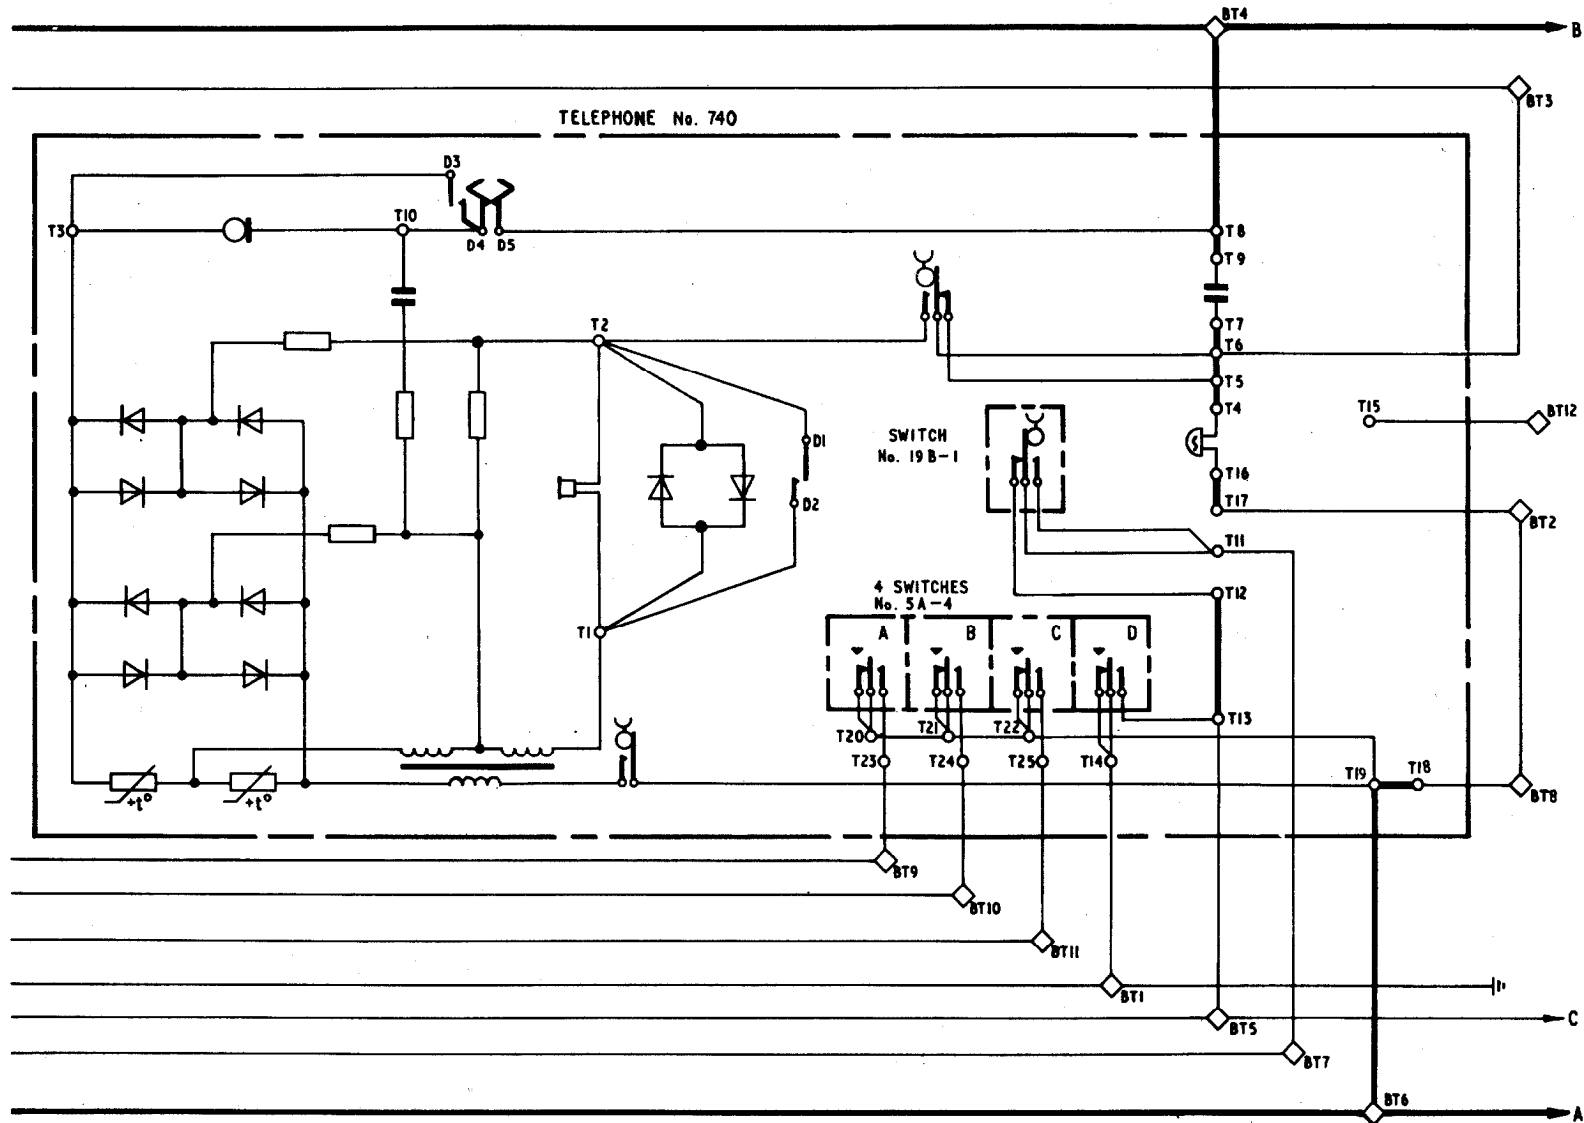 BT4
B
BT3
TELEPHONE No. 740
D3
T3
T10
D4
D5
T8
T9
T2
T7
T6
T5
T4
T15
BT12
D1
SWITCH
No. 19B-1
T16
D2
T17
BT2
T11
4 SWITCHES
No. 5A-4
T12
T1
A
B
C
D
T20
T21
T22
T13
T23
T24
T25
T14
T19
T18
BT8
+t°
+t°
BT9
BT10
BT11
BT1
BT5
C
BT7
BT6
A